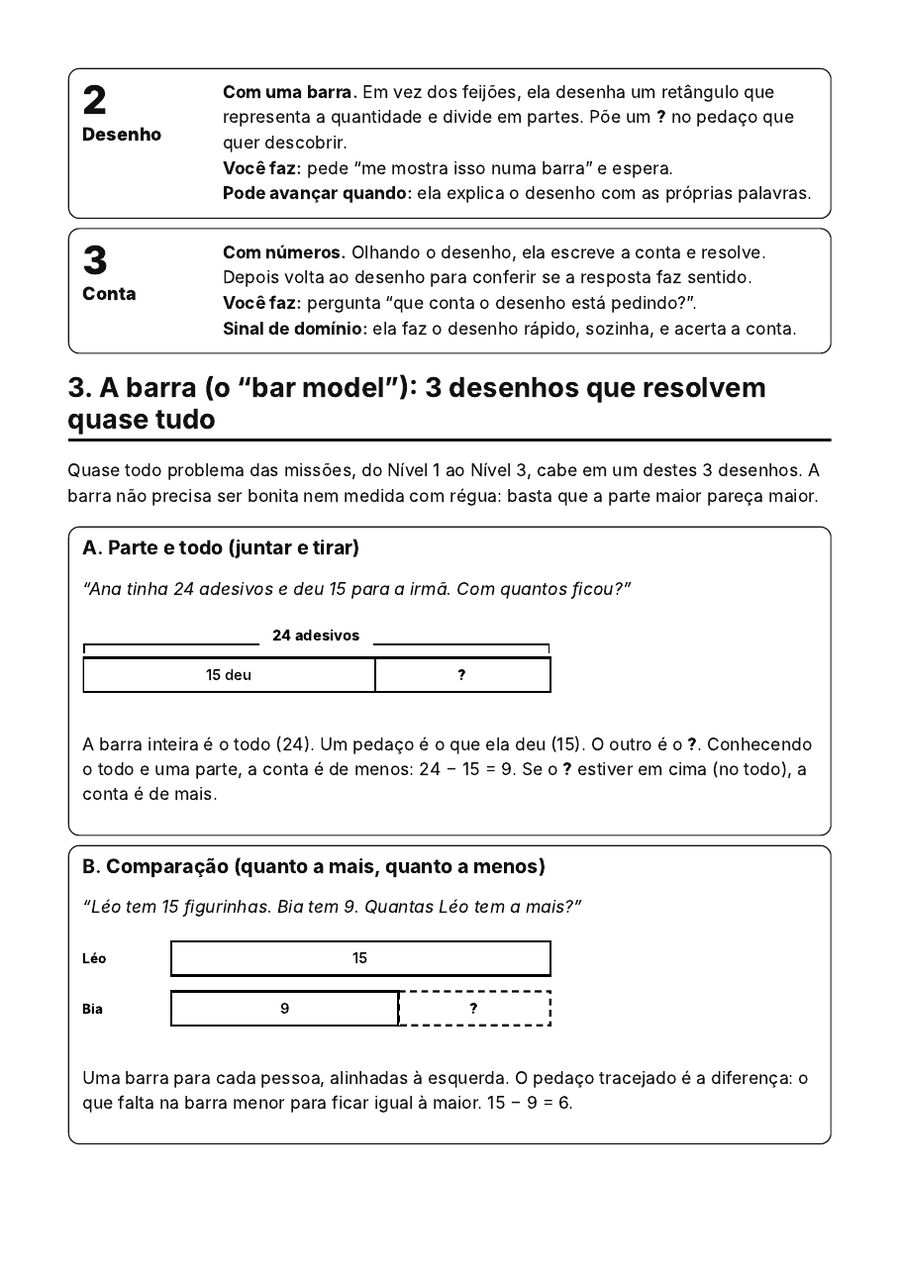 2
Desenho
Com uma barra. Em vez dos feijões, ela desenha um retângulo que
representa a quantidade e divide em partes. Põe um ? no pedaço que
quer descobrir.
Você faz: pede “me mostra isso numa barra” e espera.
Pode avançar quando: ela explica o desenho com as próprias palavras.
3
Conta
Com números. Olhando o desenho, ela escreve a conta e resolve.
Depois volta ao desenho para conferir se a resposta faz sentido.
Você faz: pergunta “que conta o desenho está pedindo?”.
Sinal de domínio: ela faz o desenho rápido, sozinha, e acerta a conta.
3. A barra (o “bar model”): 3 desenhos que resolvem
quase tudo
Quase todo problema das missões, do Nível 1 ao Nível 3, cabe em um destes 3 desenhos. A
barra não precisa ser bonita nem medida com régua: basta que a parte maior pareça maior.
A. Parte e todo (juntar e tirar)
“Ana tinha 24 adesivos e deu 15 para a irmã. Com quantos ficou?”
24 adesivos
15 deu ?
A barra inteira é o todo (24). Um pedaço é o que ela deu (15). O outro é o ?. Conhecendo
o todo e uma parte, a conta é de menos: 24 − 15 = 9. Se o ? estiver em cima (no todo), a
conta é de mais.
B. Comparação (quanto a mais, quanto a menos)
“Léo tem 15 figurinhas. Bia tem 9. Quantas Léo tem a mais?”
Léo 15
Bia 9 ?
Uma barra para cada pessoa, alinhadas à esquerda. O pedaço tracejado é a diferença: o
que falta na barra menor para ficar igual à maior. 15 − 9 = 6.